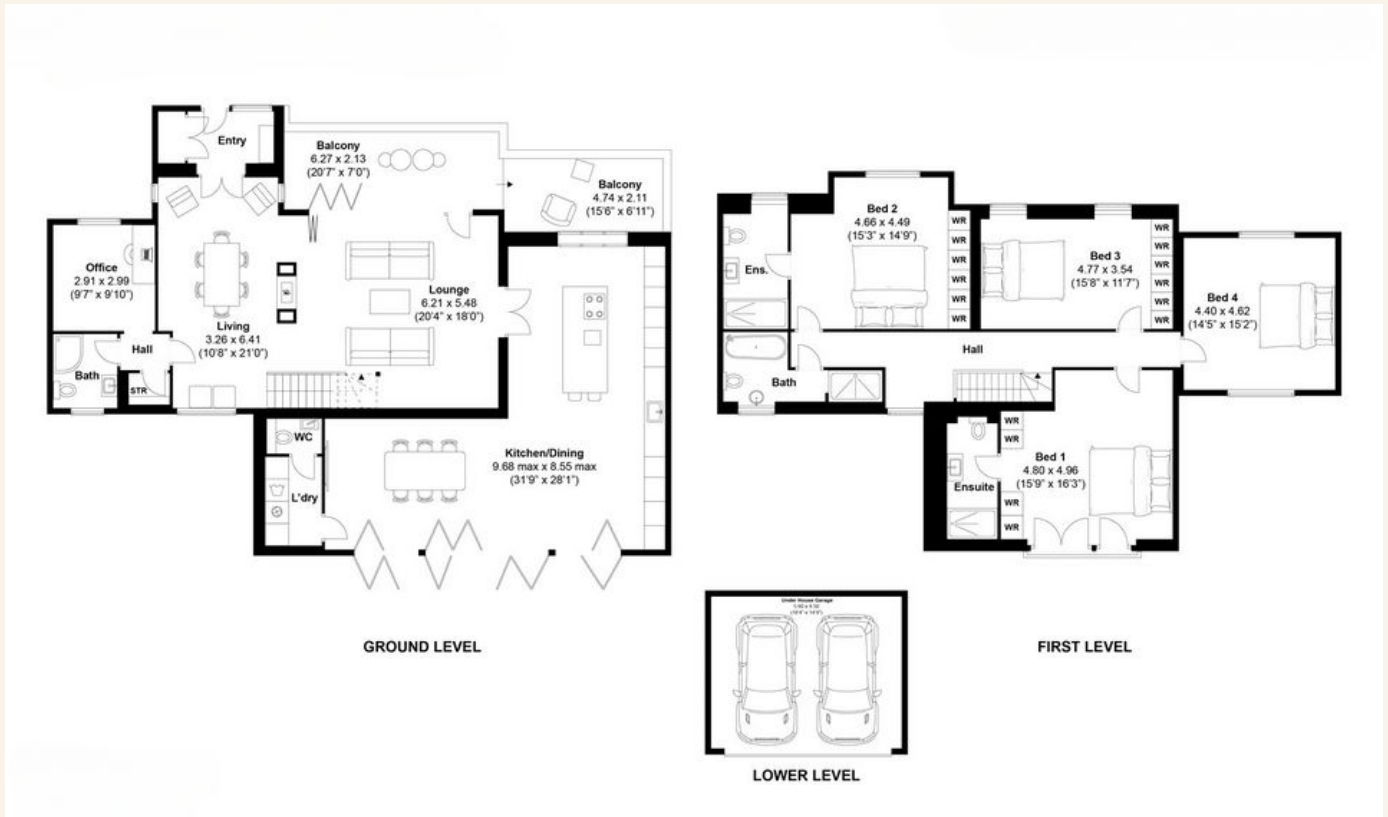 Entry
Balcony
6.27 x 2.13
(20'7" x 7'0")
Balcony
4.74 x 2.11
(15'6" x 6'11")
Office
2.91 x 2.99
(9'7" x 9'10")
Lounge
6.21 x 5.48
(20'4" x 18'0")
Living
3.26 x 6.41
(10'8" x 21'0")
Hall
Bath
STR
WC
L'dry
Kitchen/Dining
9.68 max x 8.55 max
(31'9" x 28'1")
GROUND LEVEL
Bed 2
4.66 x 4.49
(15'3" x 14'9")
WR
WR
WR
WR
WR
WR
Ens.
Bed 3
4.77 x 3.54
(15'8" x 11'7")
WR
WR
WR
WR
WR
WR
Bed 4
4.40 x 4.62
(14'5" x 15'2")
Hall
Bath
WR
WR
Bed 1
4.80 x 4.96
(15'9" x 16'3")
Ensuite
WR
WR
FIRST LEVEL
Under House Garage
LOWER LEVEL